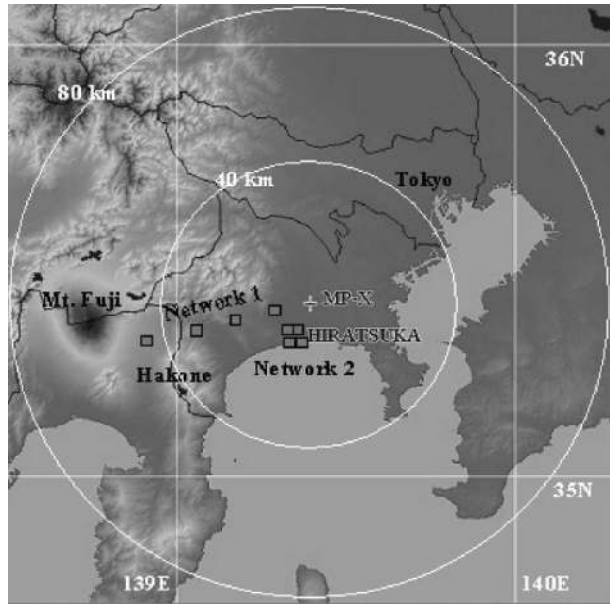 36N
80 km
40 km
Tokyo
Mt. Fuji
Network 1
MP-X
HIRATSUKA
Hakone
Network 2
35N
139E
140E